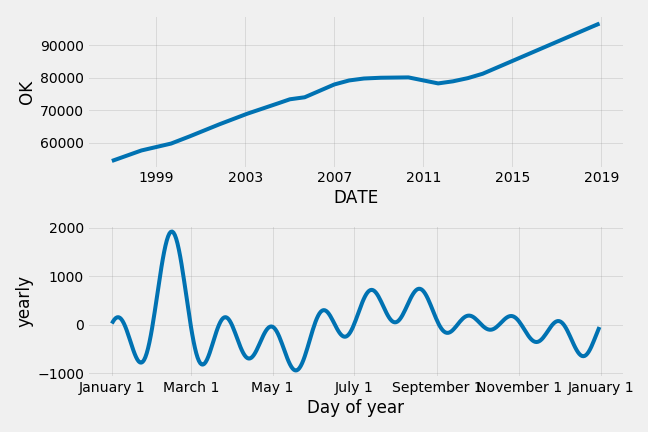 OK
90000
80000
70000
60000
1999 2003 2007 2011 2015 2019
DATE
yearly
2000
1000
0
−1000
January 1 March 1 May 1 July 1 September 1 November 1 January 1
Day of year